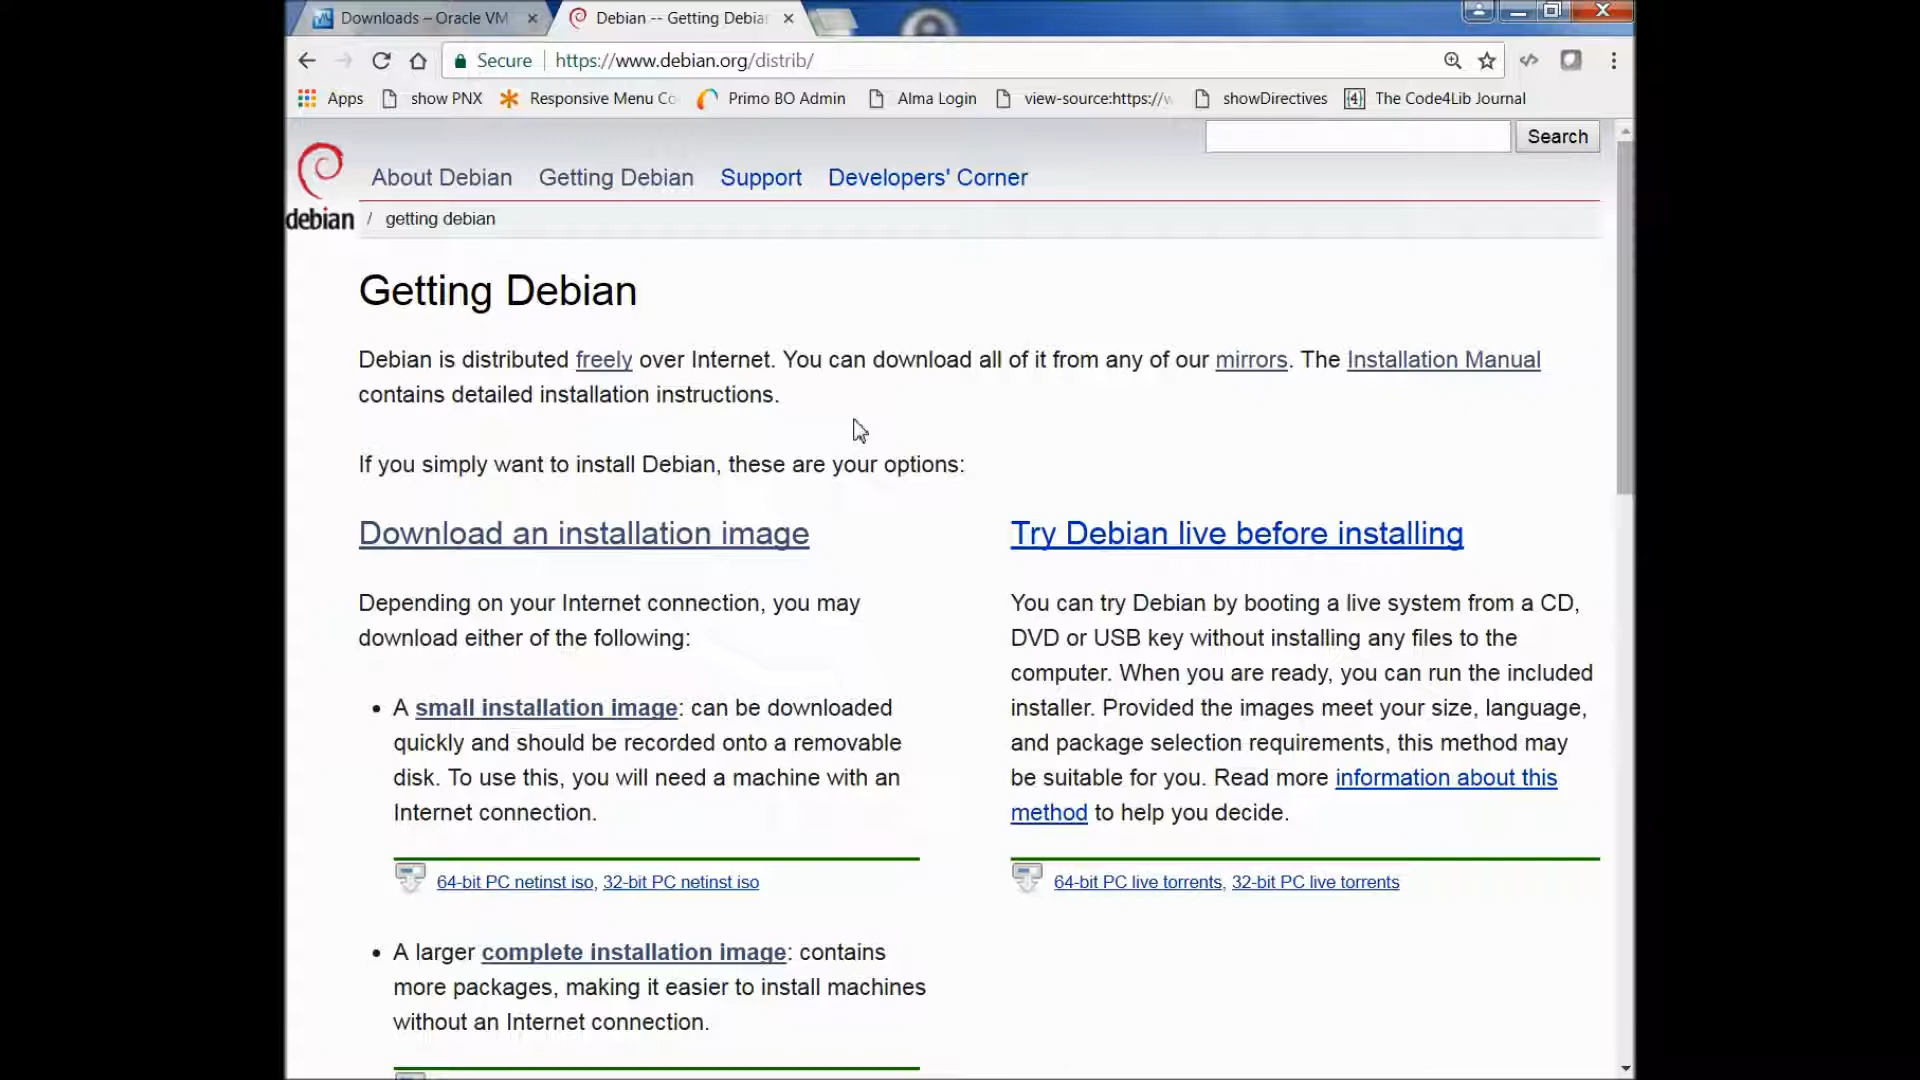 Downloads – Oracle VM
Debian -- Getting Debian
Secure https://www.debian.org/distrib/
Apps show PNX Responsive Menu Co Primo BO Admin Alma Login view-source:https://w showDirectives {4} The Code4Lib Journal
Search
About Debian Getting Debian Support Developers' Corner
debian / getting debian
Getting Debian
Debian is distributed freely over Internet. You can download all of it from any of our mirrors. The Installation Manual
contains detailed installation instructions.
If you simply want to install Debian, these are your options:
Download an installation image
Depending on your Internet connection, you may
download either of the following:
• A small installation image: can be downloaded
quickly and should be recorded onto a removable
disk. To use this, you will need a machine with an
Internet connection.
64-bit PC netinst iso, 32-bit PC netinst iso
• A larger complete installation image: contains
more packages, making it easier to install machines
without an Internet connection.
Try Debian live before installing
You can try Debian by booting a live system from a CD,
DVD or USB key without installing any files to the
computer. When you are ready, you can run the included
installer. Provided the images meet your size, language,
and package selection requirements, this method may
be suitable for you. Read more information about this
method to help you decide.
64-bit PC live torrents, 32-bit PC live torrents